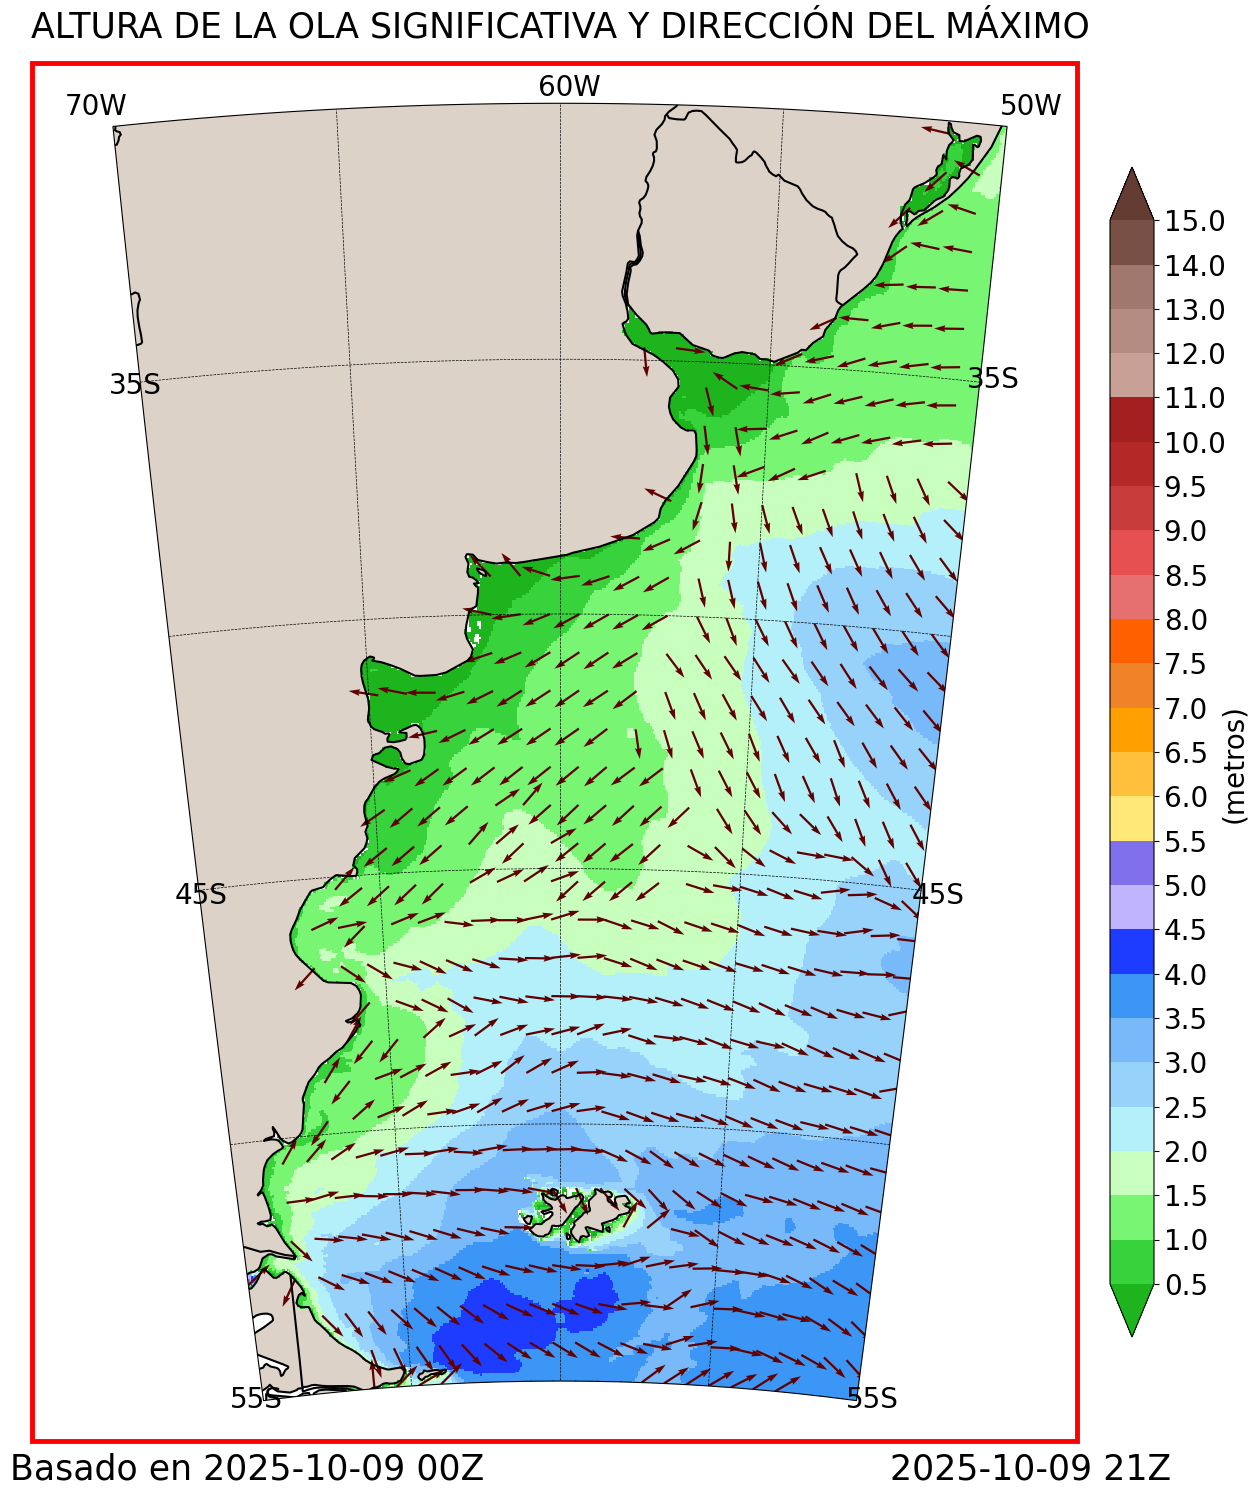 ALTURA DE LA OLA SIGNIFICATIVA Y DIRECCIÓN DEL MÁXIMO
70W
60W
50W
35S
35S
45S
45S
55S
55S
15.0
14.0
13.0
12.0
11.0
10.0
9.5
9.0
8.5
8.0
7.5
7.0
6.5
6.0
5.5
5.0
4.5
4.0
3.5
3.0
2.5
2.0
1.5
1.0
0.5
(metros)
Basado en 2025-10-09 00Z
2025-10-09 21Z